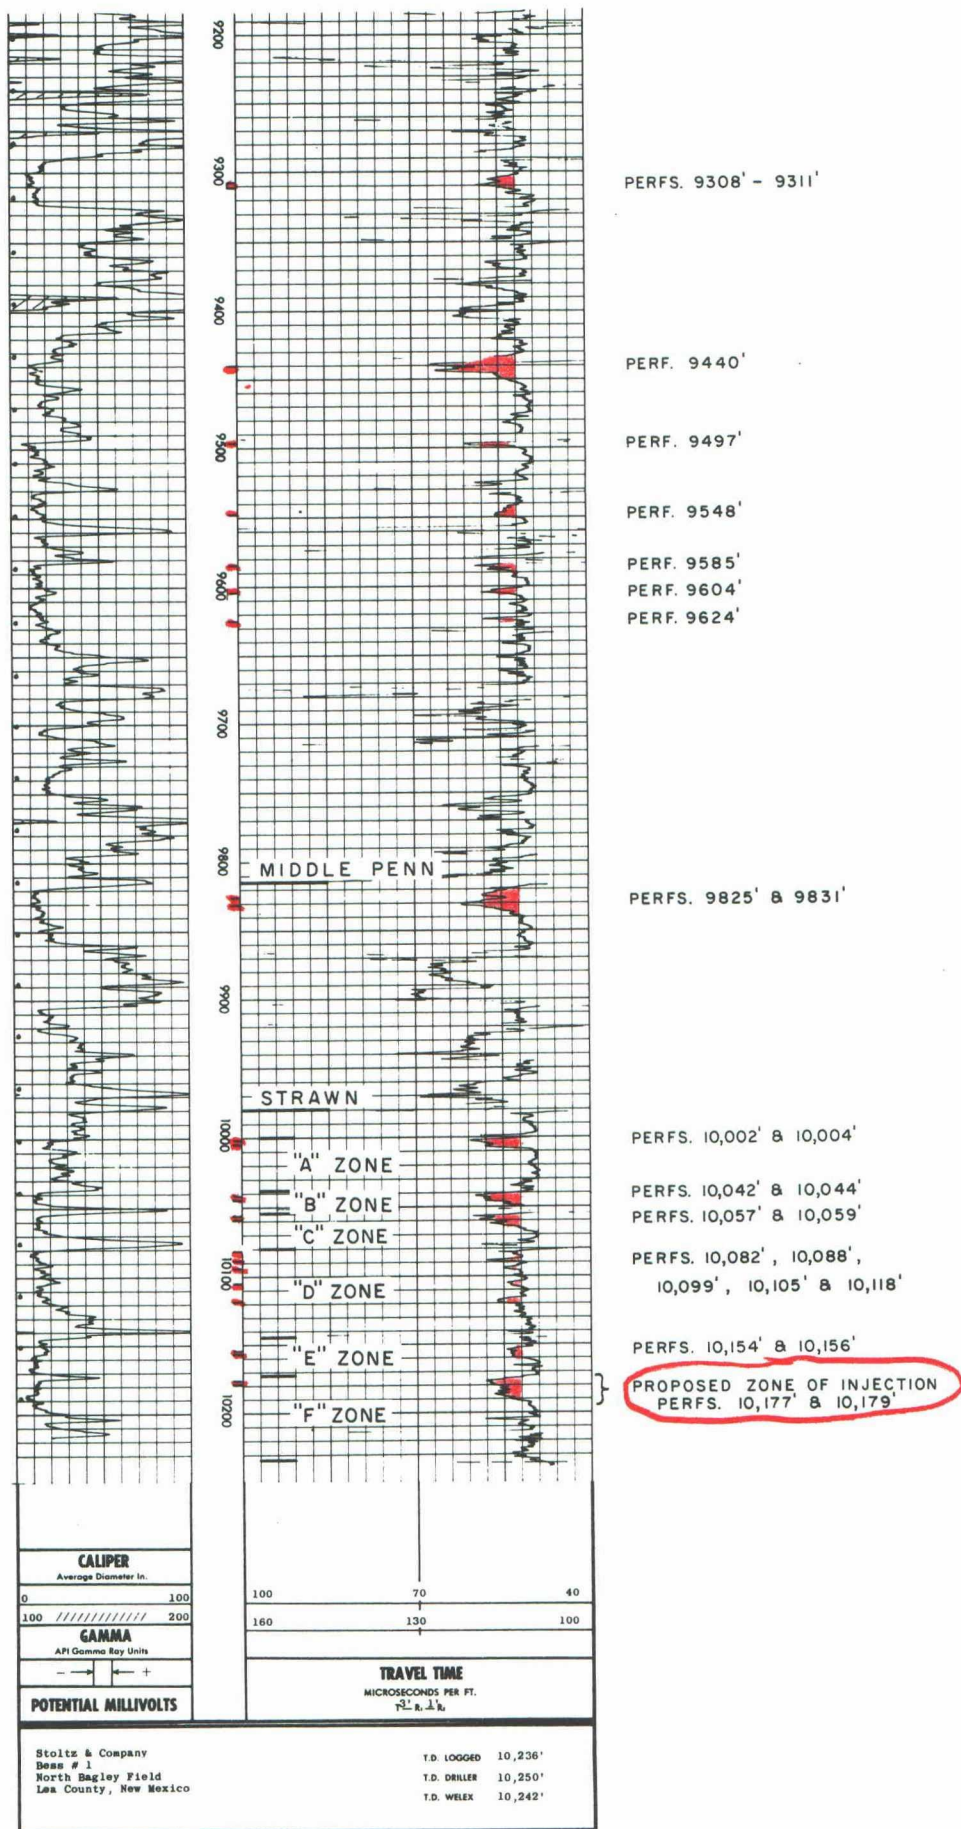 9200
9300
PERFS. 9308' - 9311'
9400
PERF. 9440'
9500
PERF. 9497'
PERF. 9548'
PERF. 9585'
9600
PERF. 9604'
PERF. 9624'
9700
9800
MIDDLE PENN
PERFS. 9825' & 9831'
9900
STRAWN
10000
PERFS. 10,002' & 10,004'
"A" ZONE
PERFS. 10,042' & 10,044'
"B" ZONE
PERFS. 10,057' & 10,059'
"C" ZONE
PERFS. 10,082', 10,088',
10100
"D" ZONE
10,099', 10,105' & 10,118'
PERFS. 10,154' & 10,156'
"E" ZONE
PROPOSED ZONE OF INJECTION
PERFS. 10,177' & 10,179'
10200
"F" ZONE
CALIPER
Average Diameter In.
0 100
100 ////////////// 200
GAMMA
API Gamma Ray Units
- +
POTENTIAL MILLIVOLTS
100 70 40
160 130 100
TRAVEL TIME
MICROSECONDS PER FT.
Stoltz & Company
Bess # 1
North Bagley Field
Lea County, New Mexico
T.D. LOGGED 10,236'
T.D. DRILLER 10,250'
T.D. WELEX 10,242'